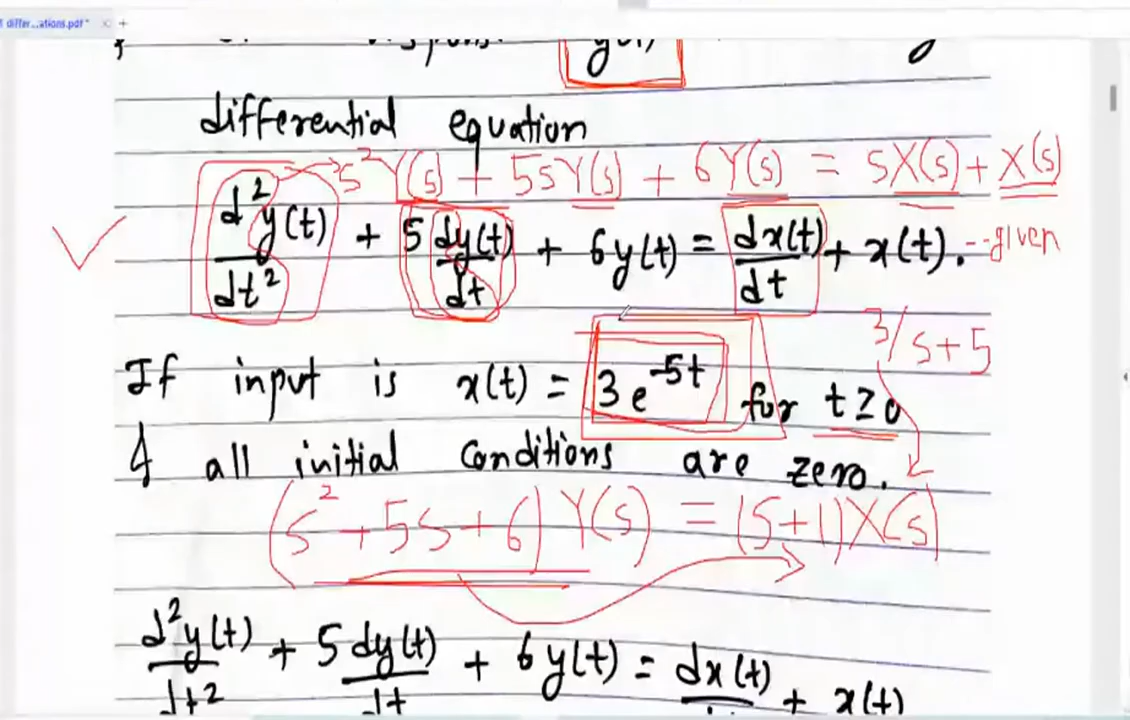 differ...ations.pdf*
y(t)
differential equation
s²Y(s) + 5sY(s) + 6Y(s) = sX(s) + X(s)
d²y(t)/dt² + 5 dy(t)/dt + 6y(t) = dx(t)/dt + x(t). --given
3/s+5
If input is x(t) = 3e^-5t for t ≥ 0
& all initial conditions are zero.
(s² + 5s + 6) Y(s) = (s+1)X(s)
d²y(t)/dt² + 5 dy(t)/dt + 6y(t) = dx(t) + x(t)